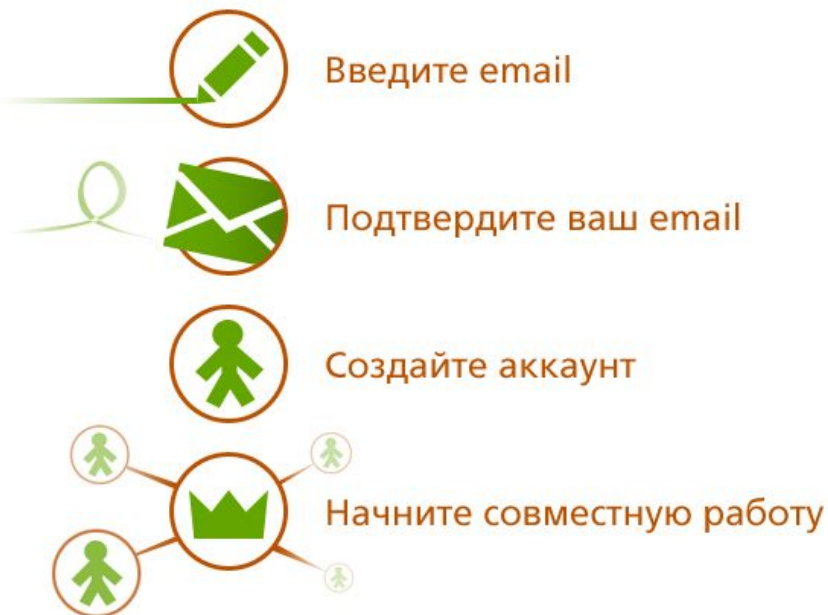 Введите email
Подтвердите ваш email
Создайте аккаунт
Начните совместную работу